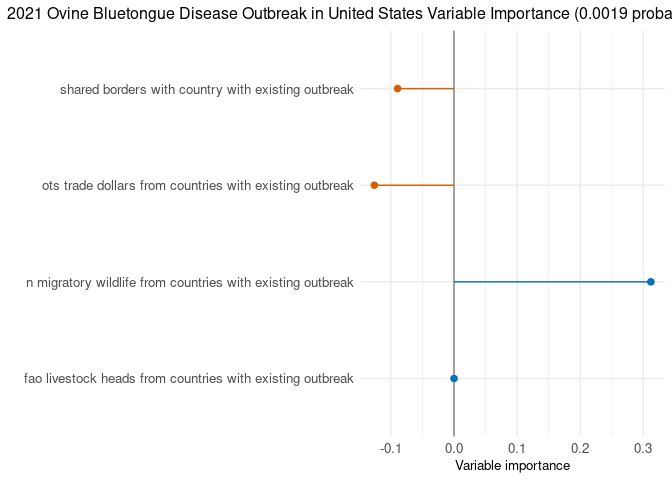 2021 Ovine Bluetongue Disease Outbreak in United States Variable Importance (0.0019 proba
shared borders with country with existing outbreak
ots trade dollars from countries with existing outbreak
n migratory wildlife from countries with existing outbreak
fao livestock heads from countries with existing outbreak
-0.1 0.0 0.1 0.2 0.3
Variable importance